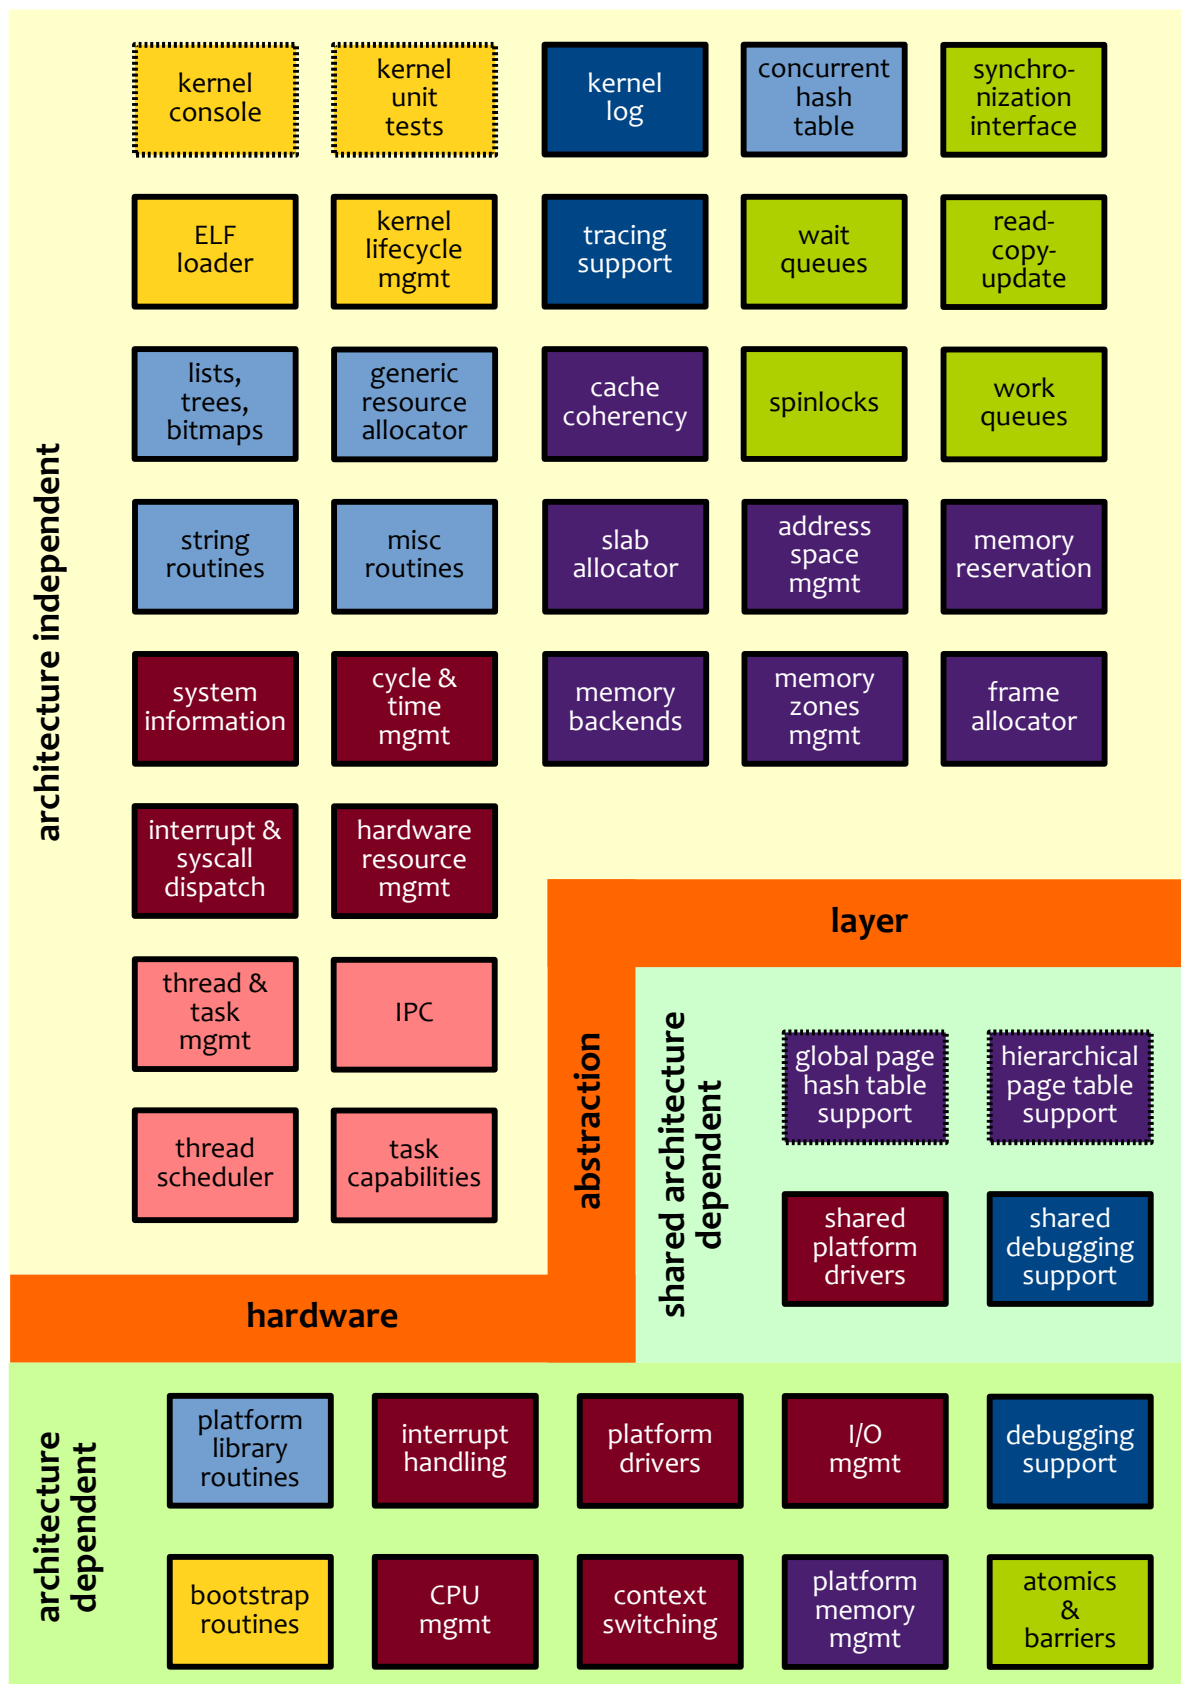 kernel
console
kernel
unit
tests
kernel
log
concurrent
hash
table
synchro-
nization
interface
ELF
loader
kernel
lifecycle
mgmt
tracing
support
wait
queues
read-
copy-
update
lists,
trees,
bitmaps
generic
resource
allocator
cache
coherency
spinlocks
work
queues
string
routines
misc
routines
slab
allocator
address
space
mgmt
memory
reservation
system
information
cycle &
time
mgmt
memory
backends
memory
zones
mgmt
frame
allocator
interrupt &
syscall
dispatch
hardware
resource
mgmt
thread &
task
mgmt
IPC
thread
scheduler
task
capabilities
architecture independent
layer
abstraction
hardware
shared architecture
dependent
global page
hash table
support
hierarchical
page table
support
shared
platform
drivers
shared
debugging
support
architecture
dependent
platform
library
routines
interrupt
handling
platform
drivers
I/O
mgmt
debugging
support
bootstrap
routines
CPU
mgmt
context
switching
platform
memory
mgmt
atomics
&
barriers